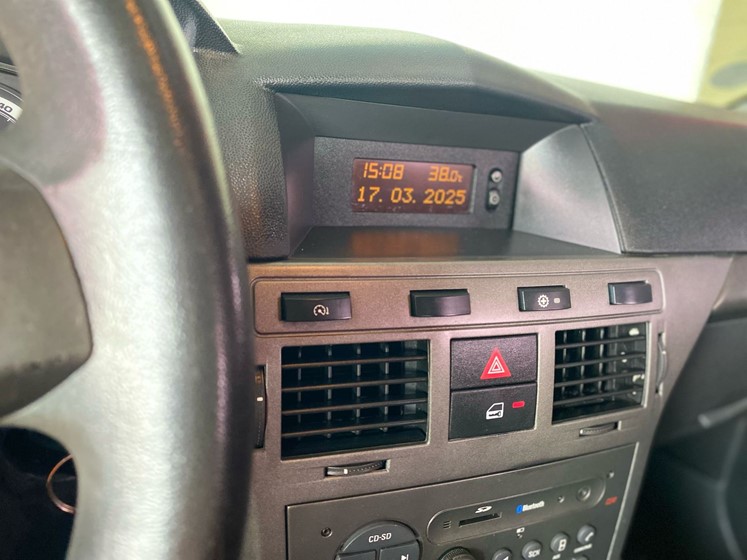 15:08 38.0°c
17. 03. 2025
Bluetooth
CD-SD